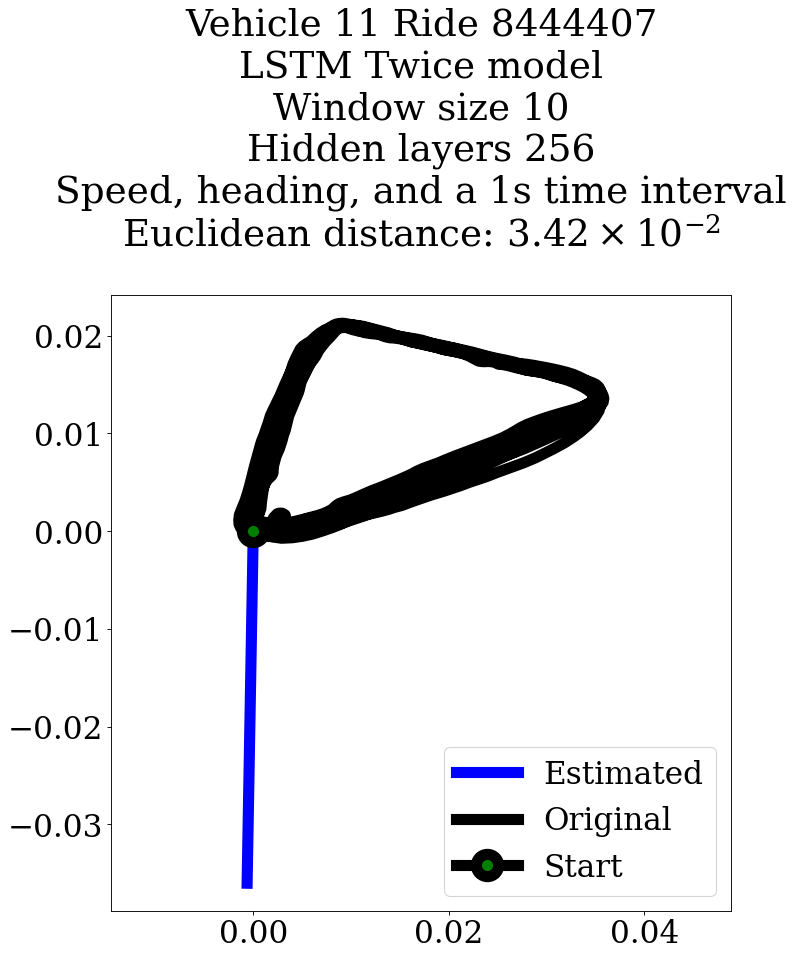 Vehicle 11 Ride 8444407
LSTM Twice model
Window size 10
Hidden layers 256
Speed, heading, and a 1s time interval
Euclidean distance: 3.42 × 10⁻²
0.02
0.01
0.00
−0.01
−0.02
−0.03
Estimated
Original
Start
0.00 0.02 0.04